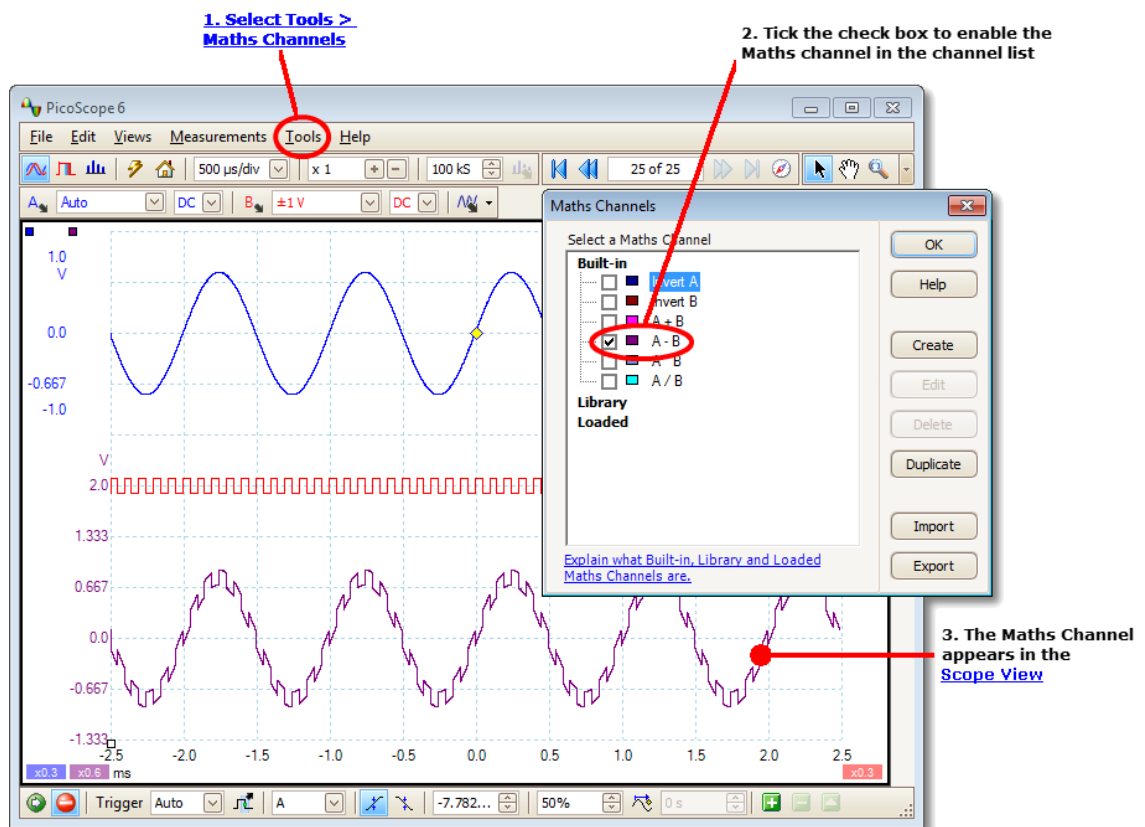 1. Select Tools >
Maths Channels
2. Tick the check box to enable the
Maths channel in the channel list
PicoScope 6
File Edit Views Measurements Tools Help
500 µs/div x 1 100 kS 25 of 25
A Auto DC B ±1 V DC
Maths Channels
Select a Maths Channel
Built-in
Invert A
Invert B
A + B
A - B
A B
A / B
Library
Loaded
Explain what Built-in, Library and Loaded
Maths Channels are.
OK
Help
Create
Edit
Delete
Duplicate
Import
Export
1.0
V
0.0
-0.667
-1.0
V
2.0
1.333
0.667
0.0
-0.667
-1.333
-2.5 -2.0 -1.5 -1.0 -0.5 0.0 0.5 1.0 1.5 2.0 2.5
x0.3 x0.6 ms x0.3
3. The Maths Channel
appears in the
Scope View
Trigger Auto A -7.782... 50% 0 s